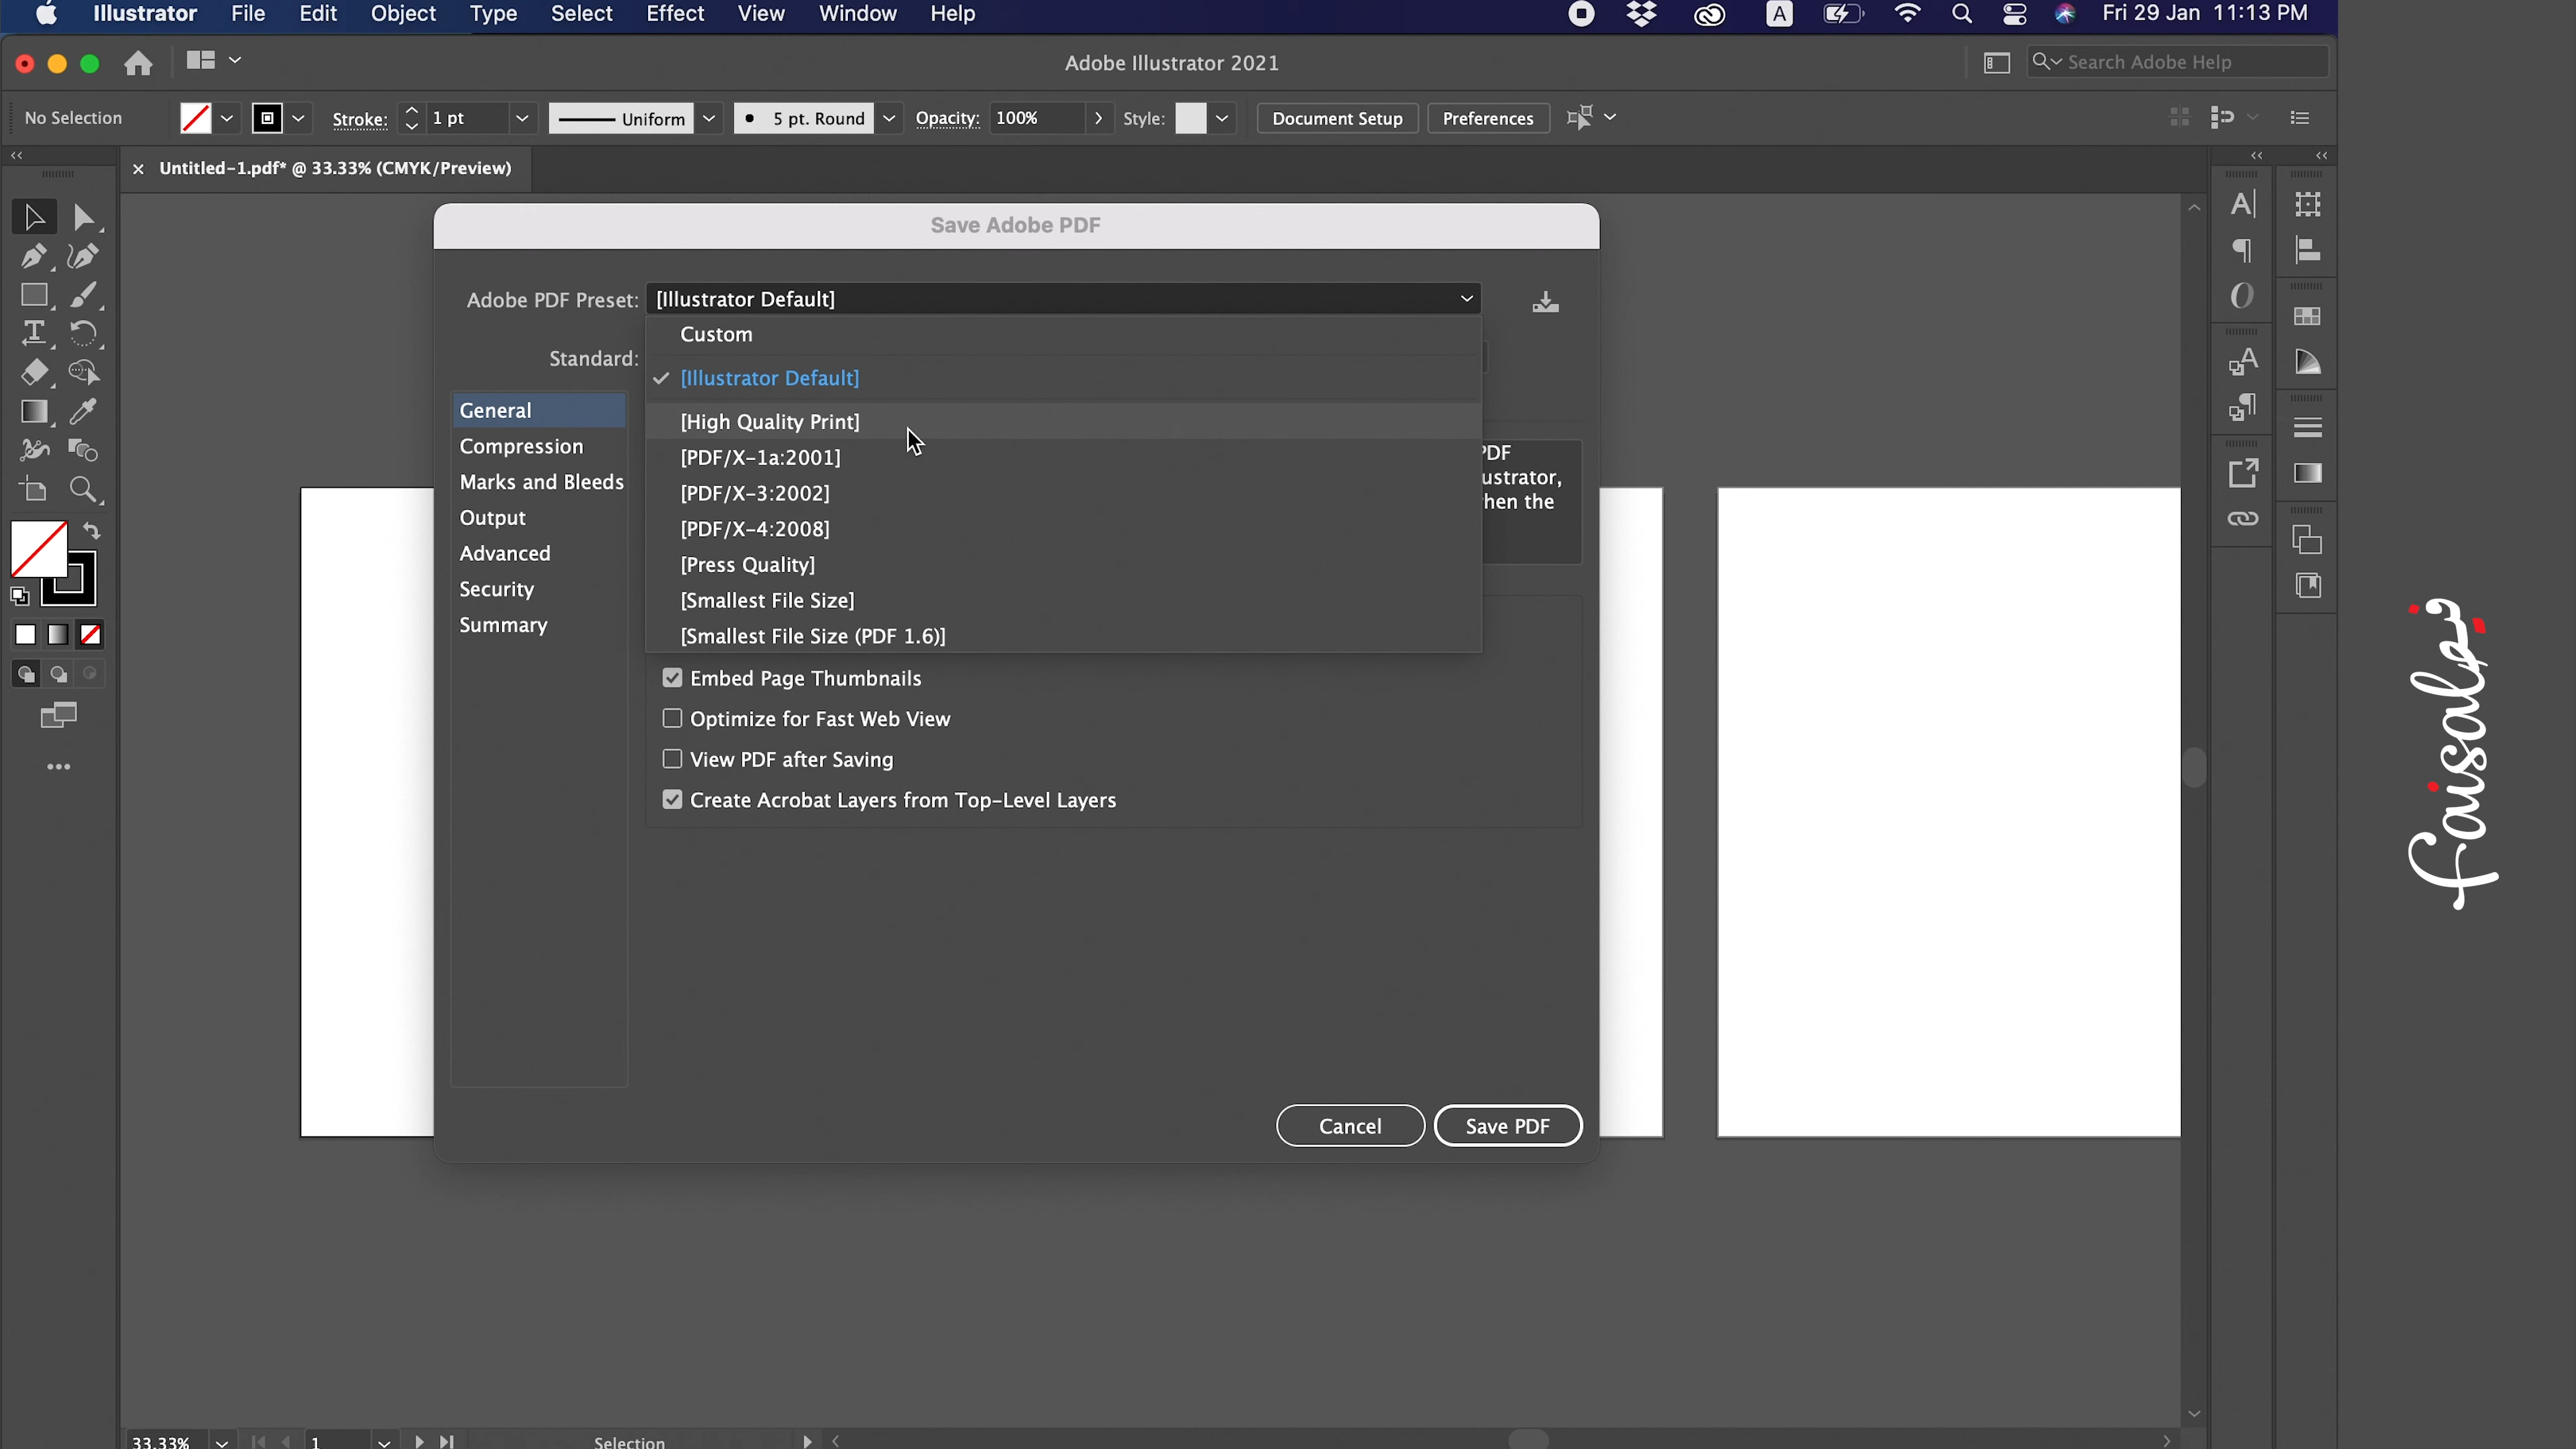 Illustrator File Edit Object Type Select Effect View Window Help
A
Fri 29 Jan 11:13 PM
Adobe Illustrator 2021
Search Adobe Help
No Selection
Stroke: 1 pt
Uniform
5 pt. Round
Opacity: 100%
Style:
Document Setup
Preferences
Untitled-1.pdf* @ 33.33% (CMYK/Preview)
Save Adobe PDF
Adobe PDF Preset: [Illustrator Default]
Custom
Standard:
[Illustrator Default]
General
[High Quality Print]
Compression
[PDF/X-1a:2001]
PDF
Marks and Bleeds
[PDF/X-3:2002]
ustrator,
Output
[PDF/X-4:2008]
hen the
Advanced
[Press Quality]
Security
[Smallest File Size]
Summary
[Smallest File Size (PDF 1.6)]
Embed Page Thumbnails
Optimize for Fast Web View
View PDF after Saving
Create Acrobat Layers from Top-Level Layers
Cancel
Save PDF
33.33%
1
Selection